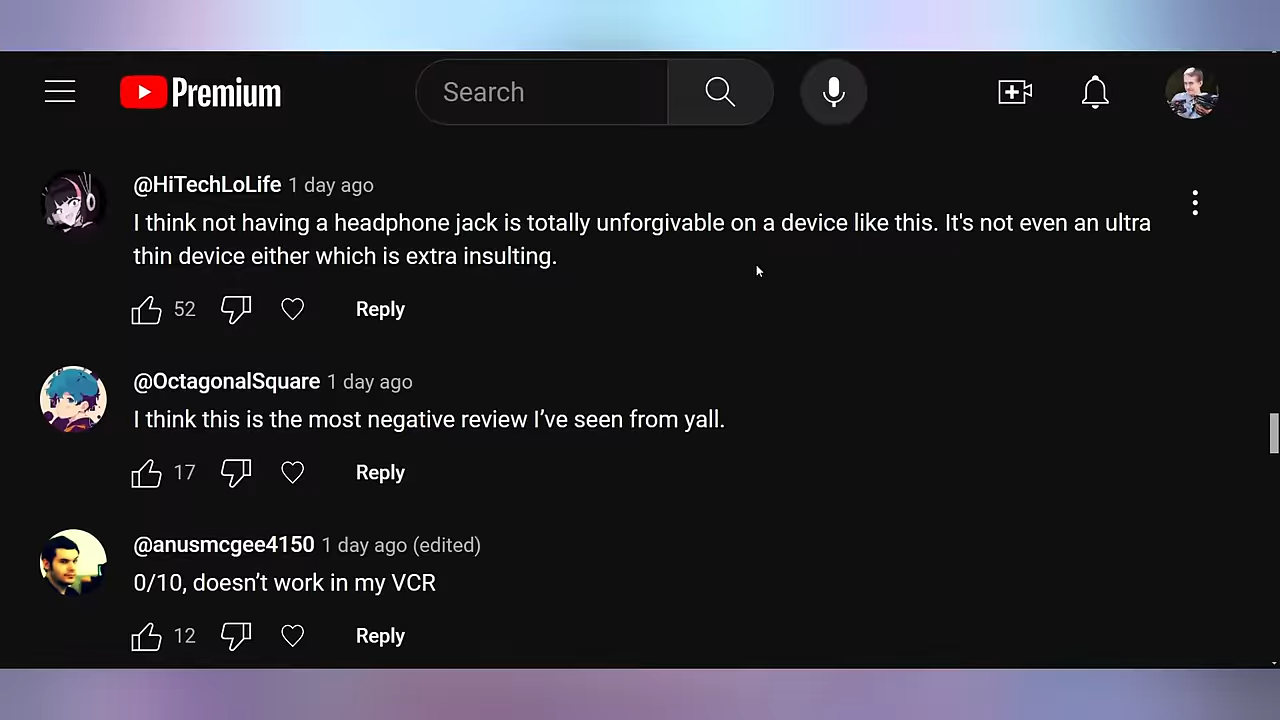 Premium
Search
@HiTechLoLife 1 day ago
I think not having a headphone jack is totally unforgivable on a device like this. It's not even an ultra
thin device either which is extra insulting.
52 Reply
@OctagonalSquare 1 day ago
I think this is the most negative review I’ve seen from yall.
17 Reply
@anusmcgee4150 1 day ago (edited)
0/10, doesn’t work in my VCR
12 Reply